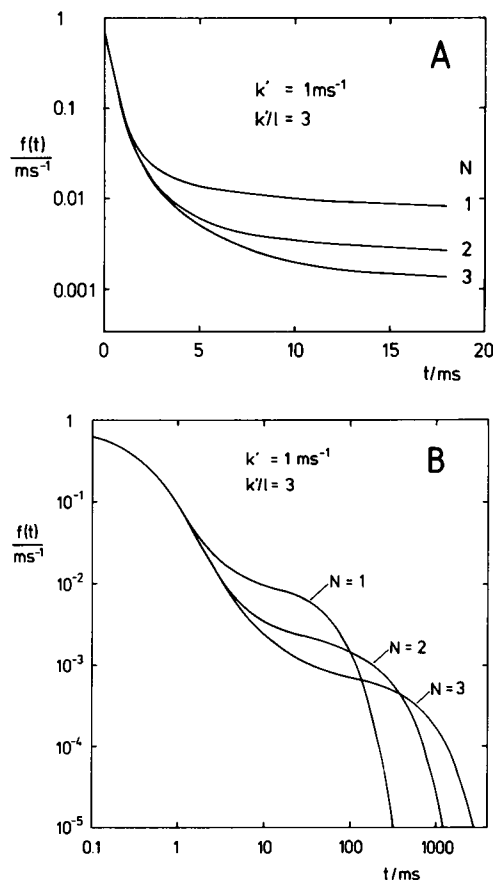 A
k' = 1ms⁻¹
k'/l = 3
f(t)
ms⁻¹
1
0.1
0.01
0.001
N
1
2
3
0
5
10
15
20
t/ms
B
k' = 1 ms⁻¹
k'/l = 3
f(t)
ms⁻¹
1
10⁻¹
10⁻²
10⁻³
10⁻⁴
10⁻⁵
N = 1
N = 2
N = 3
0.1
1
10
100
1000
t/ms